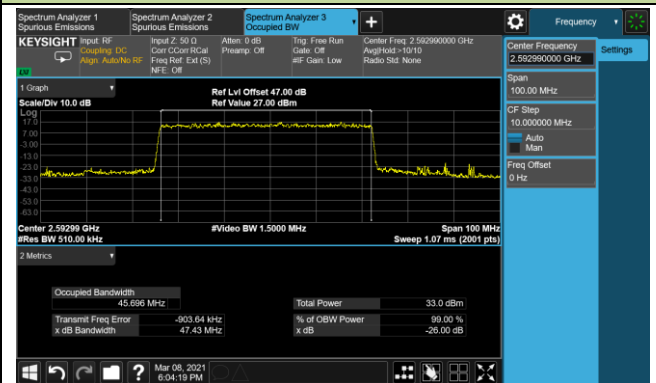 Spectrum Analyzer 1
Spurious Emissions
Spectrum Analyzer 2
Spurious Emissions
Spectrum Analyzer 3
Occupied BW
+
Frequency
KEYSIGHT
Input: RF
Coupling: DC
Align: Auto/No RF
Input Z: 50 Ω
Corr CCorr RCal
Freq Ref: Ext (S)
NFE: Off
Atten: 0 dB
Preamp: Off
Trig: Free Run
Gate: Off
#IF Gain: Low
Center Freq: 2.592990000 GHz
Avg|Hold:>10/10
Radio Std: None
Center Frequency
2.592990000 GHz
Settings
Span
100.00 MHz
CF Step
10.000000 MHz
Auto
Man
Freq Offset
0 Hz
1 Graph
Scale/Div 10.0 dB
Ref Lvl Offset 47.00 dB
Ref Value 27.00 dBm
Log
17.0
7.00
-3.00
-13.0
-23.0
-33.0
-43.0
-53.0
-63.0
Center 2.59299 GHz
#Res BW 510.00 kHz
#Video BW 1.5000 MHz
Span 100 MHz
Sweep 1.07 ms (2001 pts)
2 Metrics
Occupied Bandwidth
45.696 MHz
Total Power 33.0 dBm
Transmit Freq Error -903.64 kHz
% of OBW Power 99.00 %
x dB Bandwidth 47.43 MHz
x dB -26.00 dB
?
Mar 08, 2021
6:04:19 PM